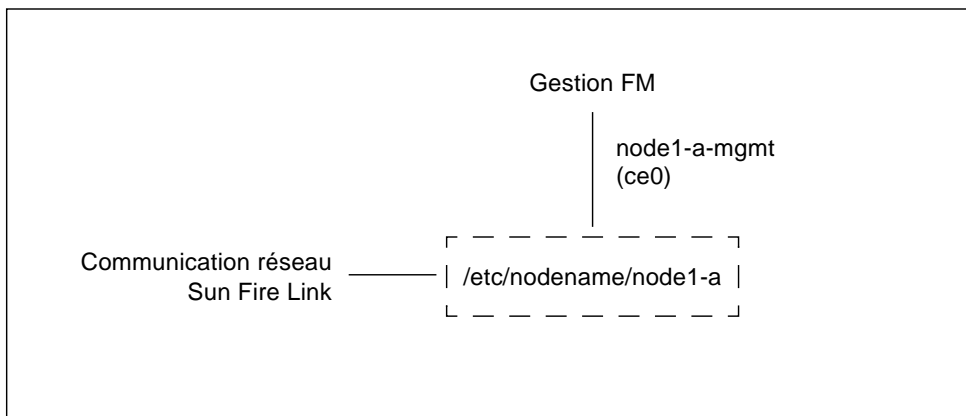 Gestion FM
node1-a-mgmt
(ce0)
Communication réseau
Sun Fire Link
/etc/nodename/node1-a